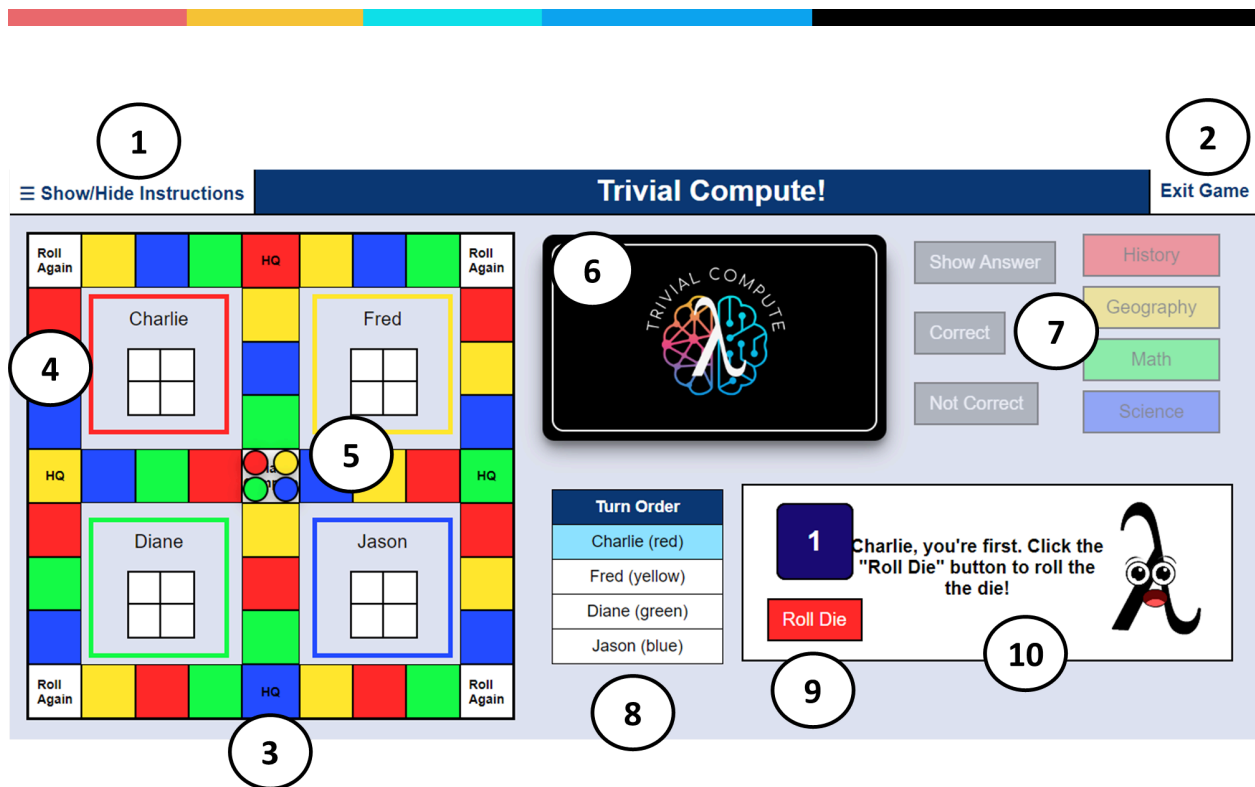 1
2
☰ Show/Hide Instructions
Trivial Compute!
Exit Game
Roll
Again
HQ
Roll
Again
Charlie
Fred
4
5
HQ
HQ
Diane
Jason
Roll
Again
HQ
Roll
Again
3
6
TRIVIAL COMPUTE
Show Answer
Correct
Not Correct
7
History
Geography
Math
Science
Turn Order
Charlie (red)
Fred (yellow)
Diane (green)
Jason (blue)
8
1
Charlie, you're first. Click the
"Roll Die" button to roll the
the die!
Roll Die
9
10